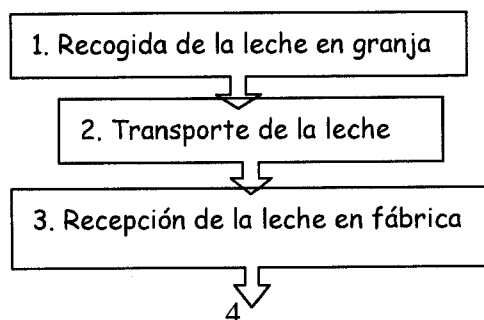 1. Recogida de la leche en granja
2. Transporte de la leche
3. Recepción de la leche en fábrica
4